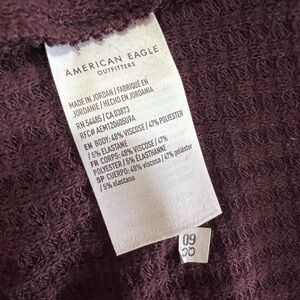 AMERICAN EAGLE
OUTFITTERS
MADE IN JORDAN / FABRIQUÉ EN
JORDANIE / HECHO EN JORDANIA
RN 54485 / CA 03873
RFC# AEM120605U9A
EN BODY: 48% VISCOSE / 47% POLYESTER
/ 5% ELASTANE
FR CORPS: 48% VISCOSE / 47%
POLYESTER / 5% ÉLASTHANNE
SP CUERPO: 48% viscosa / 47% poliéster
/ 5% elastano
09